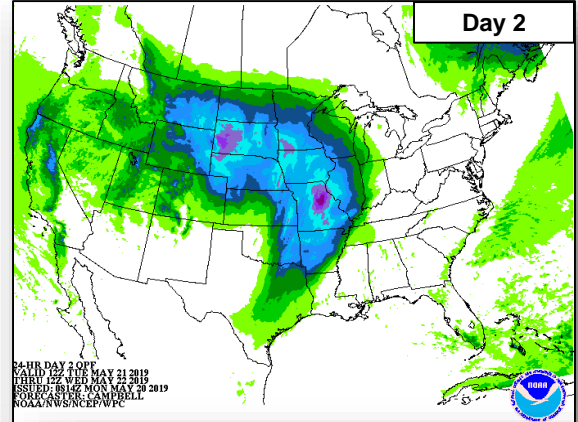 Day 2
24-HR DAY 2 QPF
VALID 12Z TUE MAY 21 2019
THRU 12Z WED MAY 22 2019
ISSUED: 0814Z MON MAY 20 2019
FORECASTER: CAMPBELL
NOAA/NWS/NCEP/WPC
NOAA